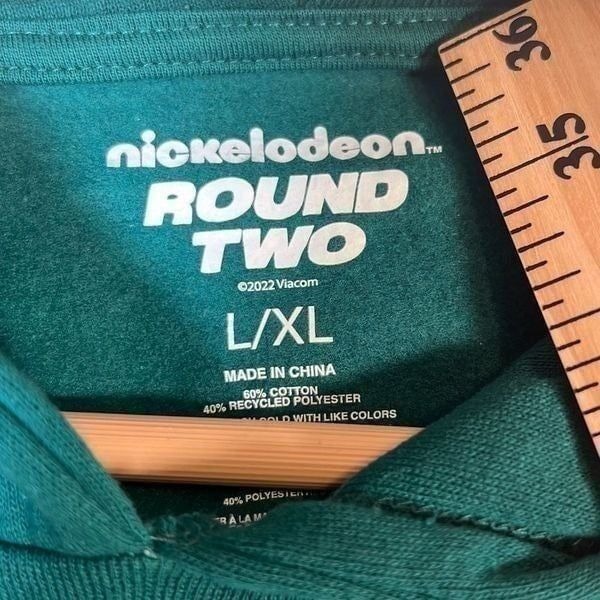 nickelodeon™
ROUND
TWO
©2022 Viacom
L/XL
MADE IN CHINA
60% COTTON
40% RECYCLED POLYESTER
COLD WITH LIKE COLORS
40%
À LA
36
35